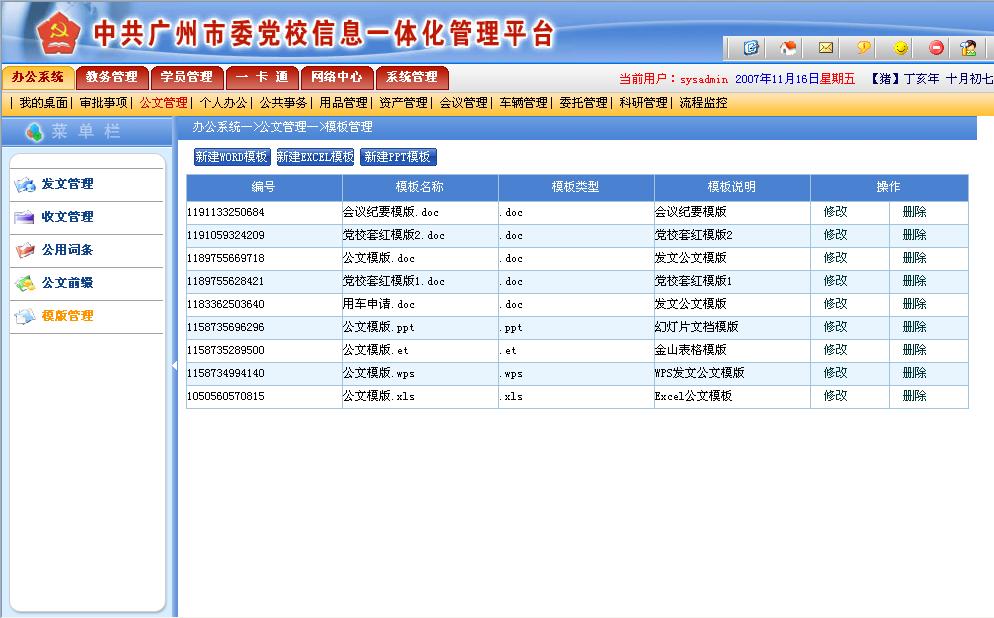 中共广州市委党校信息一体化管理平台
办公系统 教务管理 学员管理 一 卡 通 网络中心 系统管理
当前用户：sysadmin 2007年11月16日星期五 【猪】丁亥年 十月初七
| 我的桌面| 审批事项| 公文管理| 个人办公| 公共事务| 用品管理| 资产管理| 会议管理| 车辆管理| 委托管理| 科研管理| 流程监控
菜 单 栏
办公系统—>公文管理—>模板管理
发文管理
收文管理
公用词条
公文前缀
模版管理
新建WORD模板 新建EXCEL模板 新建PPT模板
编号 模板名称 模板类型 模板说明 操作
1191133250684 会议纪要模版.doc .doc 会议纪要模版 修改 删除
1191059324209 党校套红模版2.doc .doc 党校套红模版2 修改 删除
1189755669718 公文模版.doc .doc 发文公文模版 修改 删除
1189755628421 党校套红模版1.doc .doc 党校套红模版1 修改 删除
1183362503640 用车申请.doc .doc 发文公文模版 修改 删除
1158735696296 公文模版.ppt .ppt 幻灯片文档模版 修改 删除
1158735289500 公文模版.et .et 金山表格模版 修改 删除
1158734994140 公文模版.wps .wps WPS发文公文模版 修改 删除
1050560570815 公文模版.xls .xls Excel公文模板 修改 删除